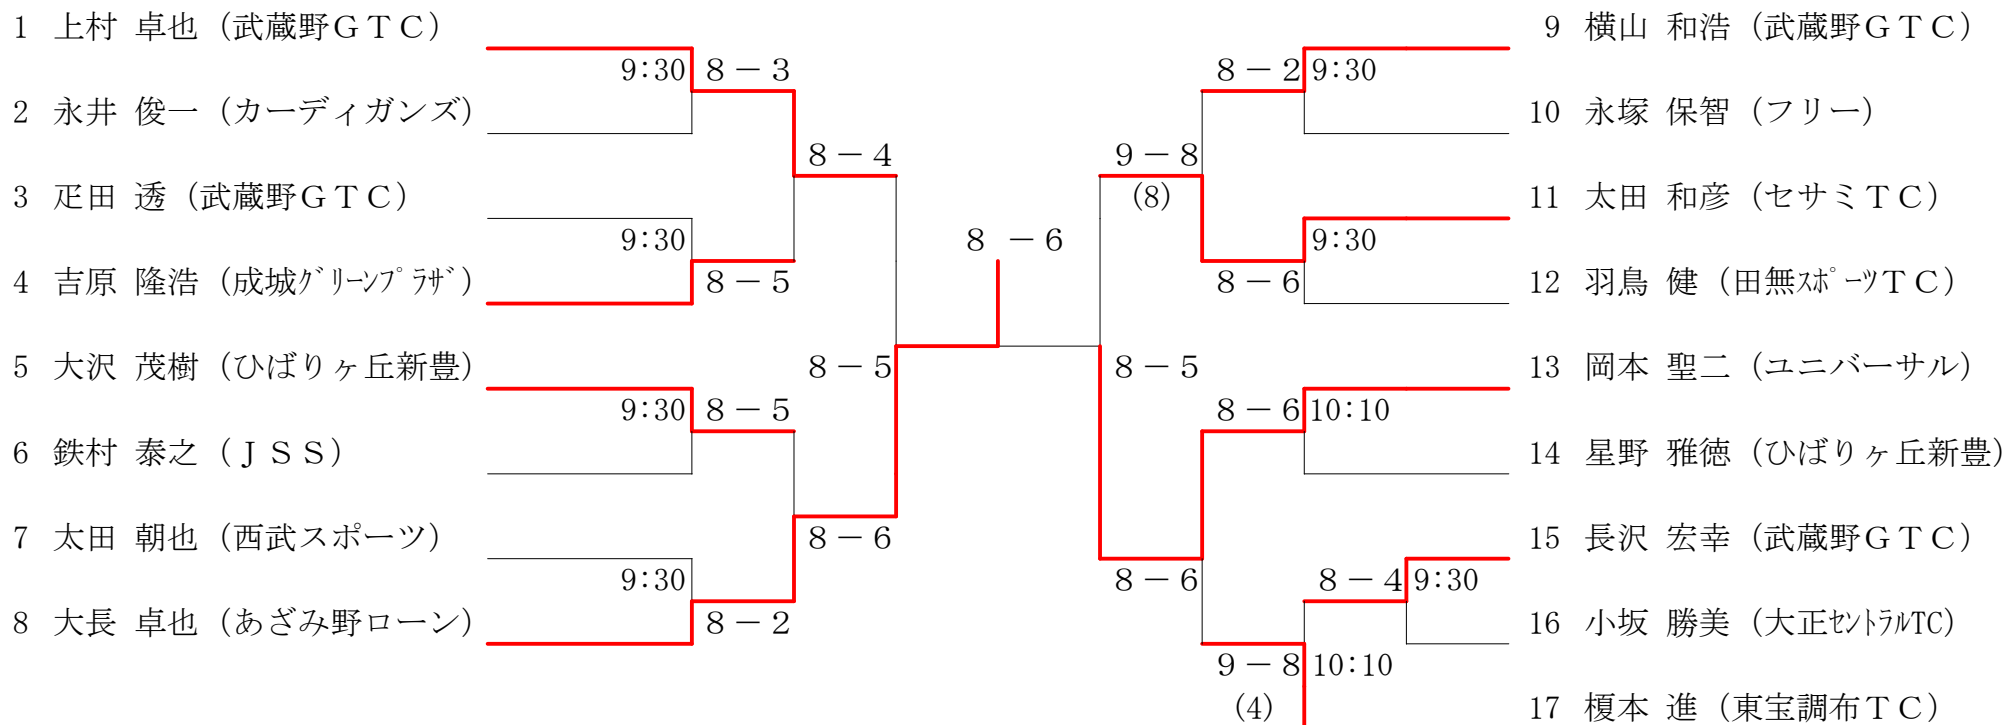 1 上村 卓也 (武蔵野GTC)
9:30 8-3
2 永井 俊一 (カーディガンズ)
8-4
3 疋田 透 (武蔵野GTC)
9:30
4 吉原 隆浩 (成城グリーンプラザ)
8-5
5 大沢 茂樹 (ひばりヶ丘新豊)
8-5
9:30 8-5
6 鉄村 泰之 (JSS)
7 太田 朝也 (西武スポーツ)
8-6
9:30
8 大長 卓也 (あざみ野ローン)
8-2
8 -6
9 横山 和浩 (武蔵野GTC)
8-2 9:30
10 永塚 保智 (フリー)
9-8
(8)
11 太田 和彦 (セサミTC)
9:30
8-6
12 羽鳥 健 (田無スポーツTC)
8-5
13 岡本 聖二 (ユニバーサル)
8-6 10:10
14 星野 雅徳 (ひばりヶ丘新豊)
15 長沢 宏幸 (武蔵野GTC)
8-6
8-4 9:30
16 小坂 勝美 (大正セントラルTC)
9-8 10:10
(4)
17 榎本 進 (東宝調布TC)